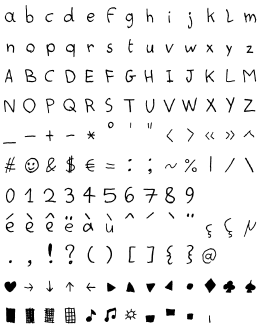 a b c d e f g h i j k l m
n o p q r s t u v w x y z
A B C D E F G H I J K L M
N O P Q R S T U V W X Y Z
_ − + - * ° ' " < > « » ^
# ☺ & $ € = : ; ~ % | / \
0 1 2 3 4 5 6 7 8 9
é è ê ë à ù ´ ^ ` ¨ ç Ç µ
. , ! ? ( ) [ ] { } @
♥ → ↓ ↑ ← ► ▲ ▼ ◄ • ♦ ♣ ♠
♪ ♫ ☼